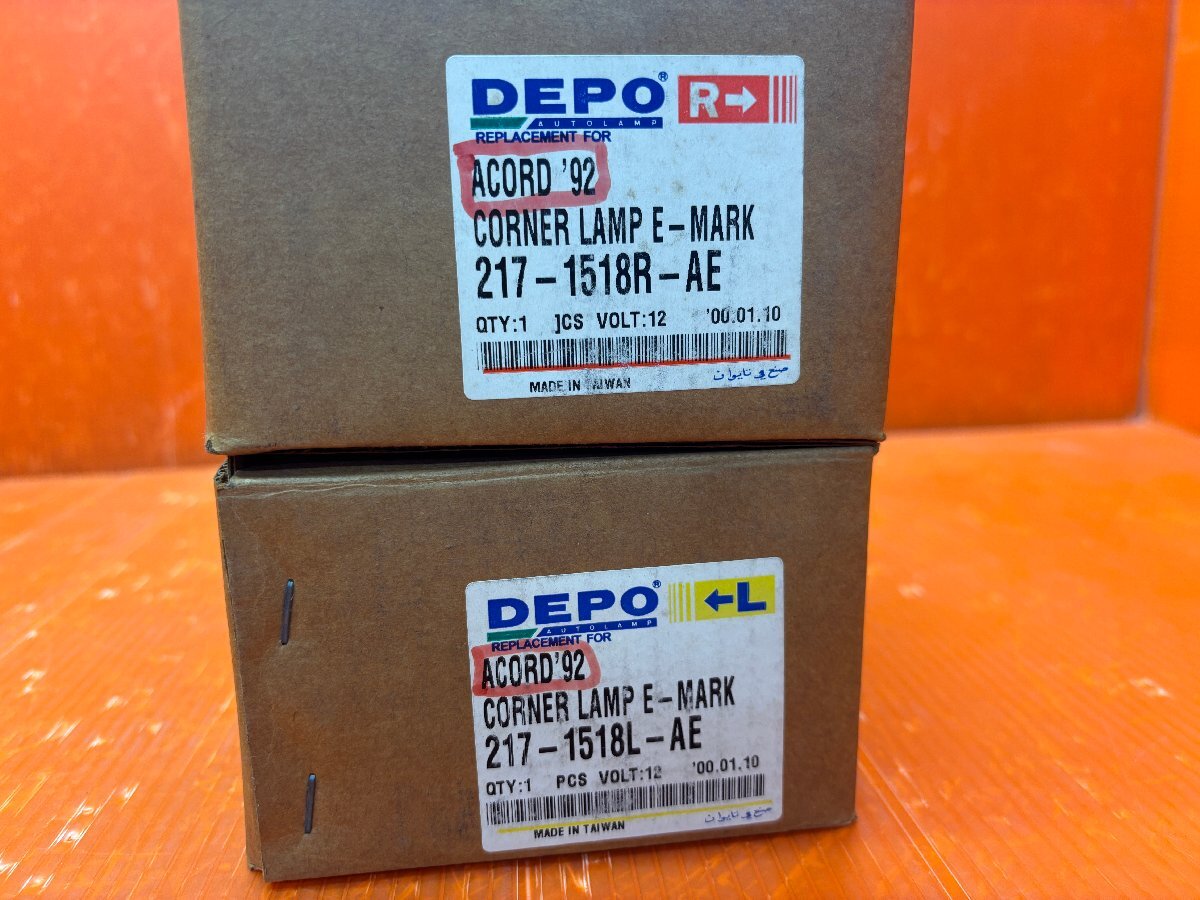 DEPO® R→
AUTOLAMP
REPLACEMENT FOR
ACORD '92
CORNER LAMP E-MARK
217-1518R-AE
QTY:1 ]CS VOLT:12 '00.01.10
MADE IN TAIWAN صنع في تايوان
DEPO® ←L
AUTOLAMP
REPLACEMENT FOR
ACORD'92
CORNER LAMP E-MARK
217-1518L-AE
QTY:1 PCS VOLT:12 '00.01.10
MADE IN TAIWAN صنع في تايوان